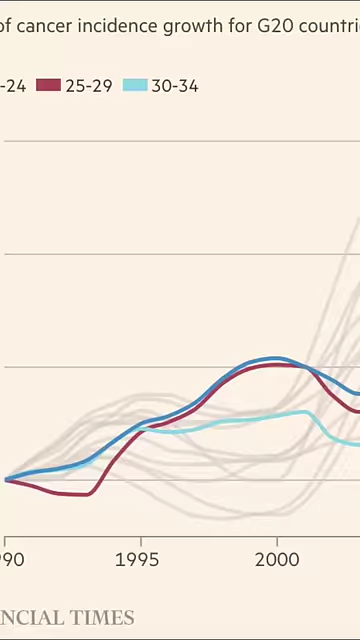 of cancer incidence growth for G20 countri
-24 25-29 30-34
90 1995 2000
NCIAL TIMES